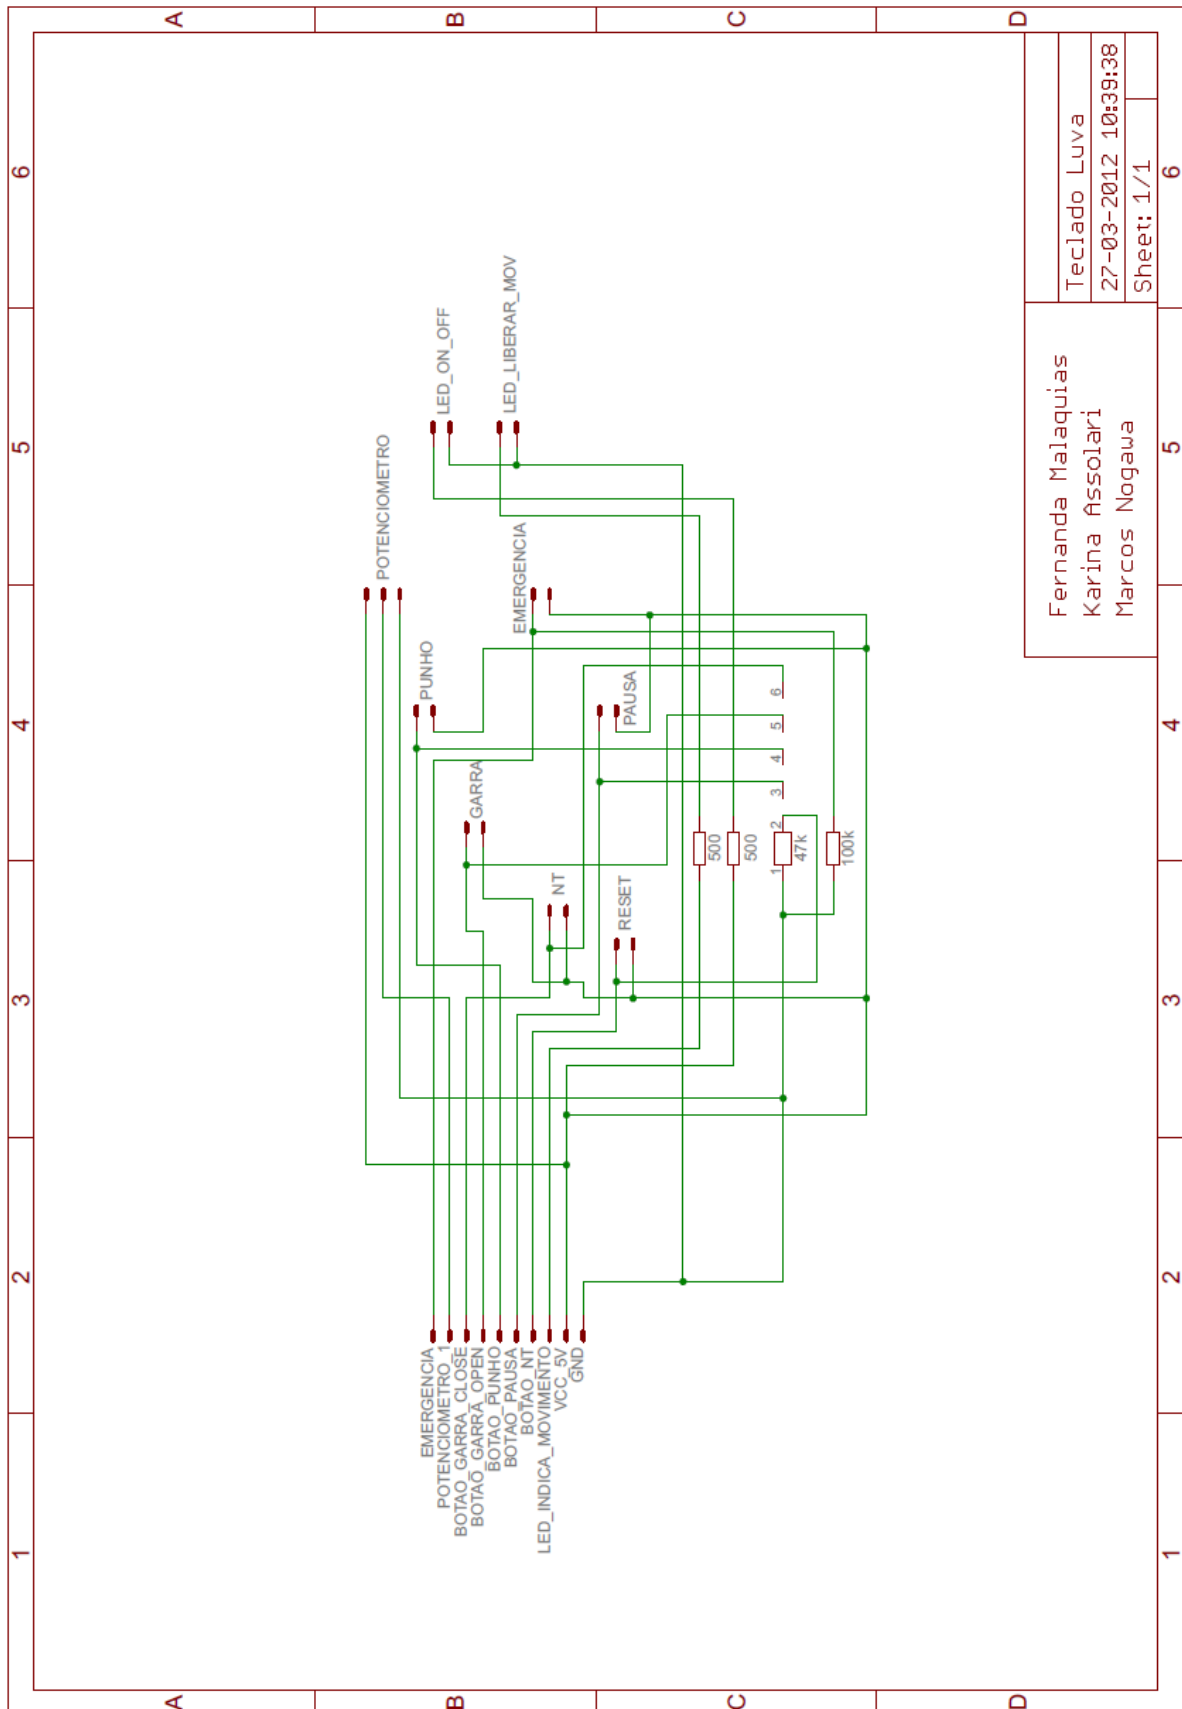 A
B
C
D
6
5
4
3
2
1
POTENCIOMETRO
LED_ON_OFF
LED_LIBERAR_MOV
PUNHO
EMERGENCIA
GARRA
PAUSA
NT
RESET
6
5
4
3
2
1
500
500
47k
100k
EMERGENCIA
POTENCIOMETRO_1
BOTAO_GARRA_CLOSE
BOTAO_GARRA_OPEN
BOTAO_PUNHO
BOTAO_PAUSA
BOTAO_NT
LED_INDICA_MOVIMENTO
VCC_5V
GND
Fernanda Malaquias
Karina Assolari
Marcos Nogawa
Teclado Luva
27-03-2012 10:39:38
Sheet: 1/1
6
5
4
3
2
1
A
B
C
D